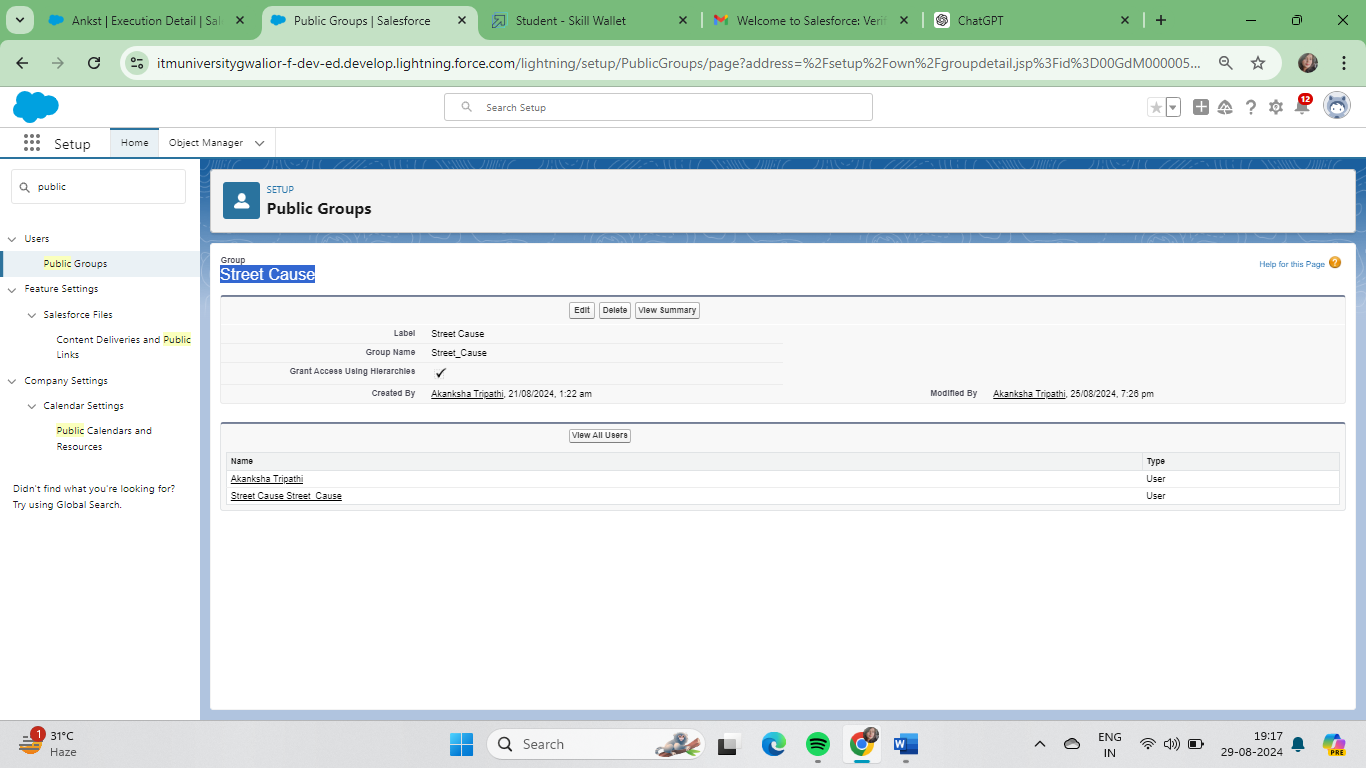 Ankst | Execution Detail | Sal
Public Groups | Salesforce
Student - Skill Wallet
Welcome to Salesforce: Verif
ChatGPT
itmuniversitygwalior-f-dev-ed.develop.lightning.force.com/lightning/setup/PublicGroups/page?address=%2Fsetup%2Fown%2Fgroupdetail.jsp%3Fid%3D00GdM000005...
Search Setup
12
Setup
Home
Object Manager
public
Users
Public Groups
Feature Settings
Salesforce Files
Content Deliveries and Public
Links
Company Settings
Calendar Settings
Public Calendars and
Resources
Didn't find what you're looking for?
Try using Global Search.
SETUP
Public Groups
Group
Street Cause
Help for this Page ?
Edit Delete View Summary
Label Street Cause
Group Name Street_Cause
Grant Access Using Hierarchies
Created By Akanksha Tripathi, 21/08/2024, 1:22 am
Modified By Akanksha Tripathi, 25/08/2024, 7:26 pm
View All Users
Name Type
Akanksha Tripathi User
Street Cause Street_Cause User
1
31°C
Haze
Search
W
ENG
IN
19:17
29-08-2024
PRE